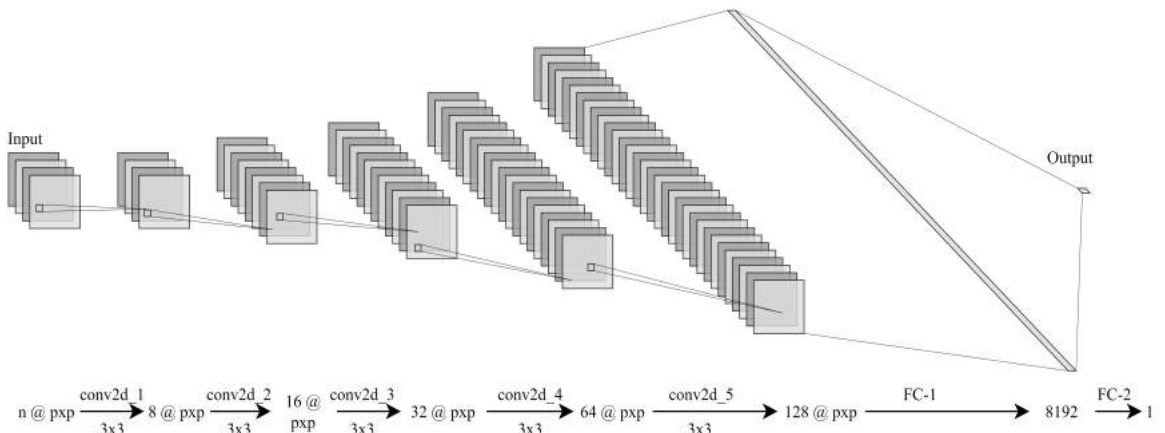 Input
Output
conv2d_1 conv2d_2 conv2d_3 conv2d_4 conv2d_5 FC-1 FC-2
n @ pxp 8 @ pxp 16 @ pxp 32 @ pxp 64 @ pxp 128 @ pxp 8192 1
3x3 3x3 3x3 3x3 3x3